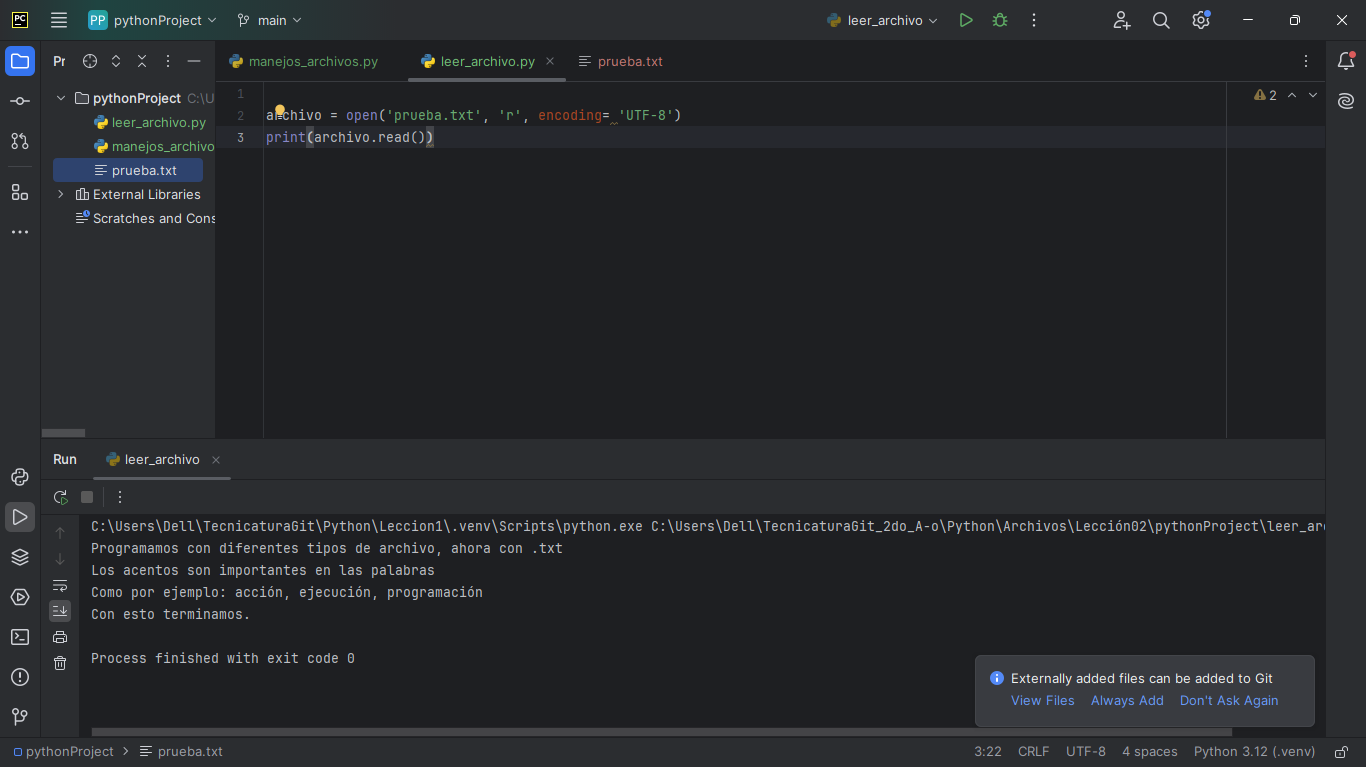 PC PP pythonProject main leer_archivo
Pr manejos_archivos.py leer_archivo.py prueba.txt
pythonProject C:\U
leer_archivo.py
manejos_archivo
prueba.txt
External Libraries
Scratches and Cons
1
2 archivo = open('prueba.txt', 'r', encoding= 'UTF-8')
3 print(archivo.read())
2
Run leer_archivo
C:\Users\Dell\TecnicaturaGit\Python\Leccion1\.venv\Scripts\python.exe C:\Users\Dell\TecnicaturaGit_2do_A-o\Python\Archivos\Lección02\pythonProject\leer_ar
Programamos con diferentes tipos de archivo, ahora con .txt
Los acentos son importantes en las palabras
Como por ejemplo: acción, ejecución, programación
Con esto terminamos.
Process finished with exit code 0
Externally added files can be added to Git
View Files Always Add Don't Ask Again
pythonProject prueba.txt 3:22 CRLF UTF-8 4 spaces Python 3.12 (.venv)